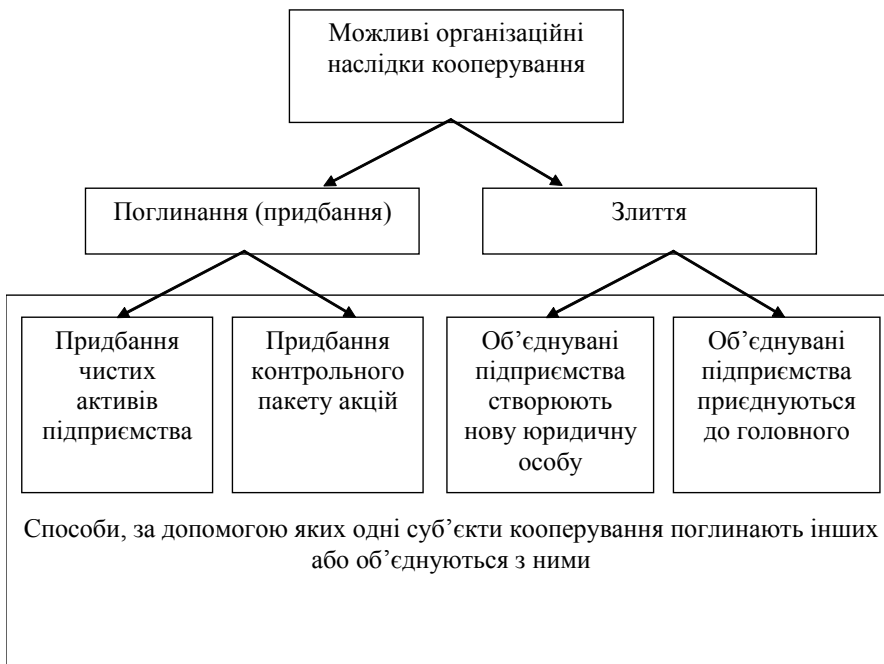 Можливі організаційні
наслідки кооперування
Поглинання (придбання)
Злиття
Придбання
чистих
активів
підприємства
Придбання
контрольного
пакету акцій
Об’єднувані
підприємства
створюють
нову юридичну
особу
Об’єднувані
підприємства
приєднуються
до головного
Способи, за допомогою яких одні суб’єкти кооперування поглинають інших
або об’єднуються з ними